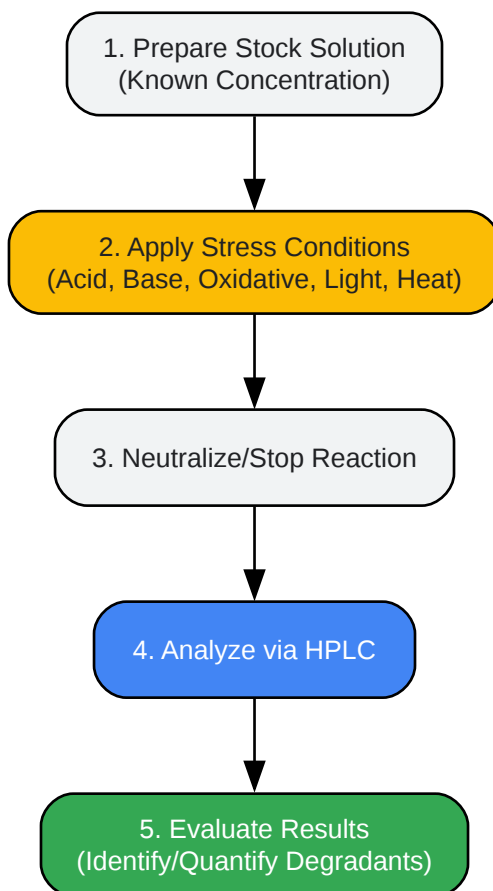 1. Prepare Stock Solution
(Known Concentration)
2. Apply Stress Conditions
(Acid, Base, Oxidative, Light, Heat)
3. Neutralize/Stop Reaction
4. Analyze via HPLC
5. Evaluate Results
(Identify/Quantify Degradants)